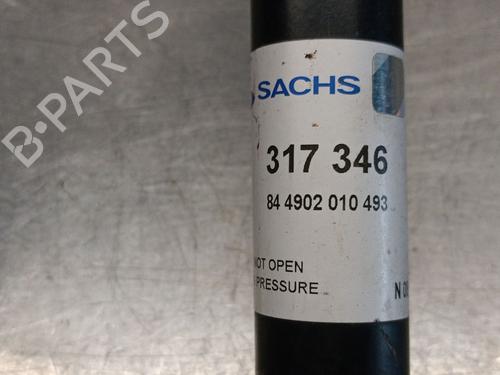 B-PARTS
SACHS
317 346
84 4902 010 493
NOT OPEN
PRESSURE
N